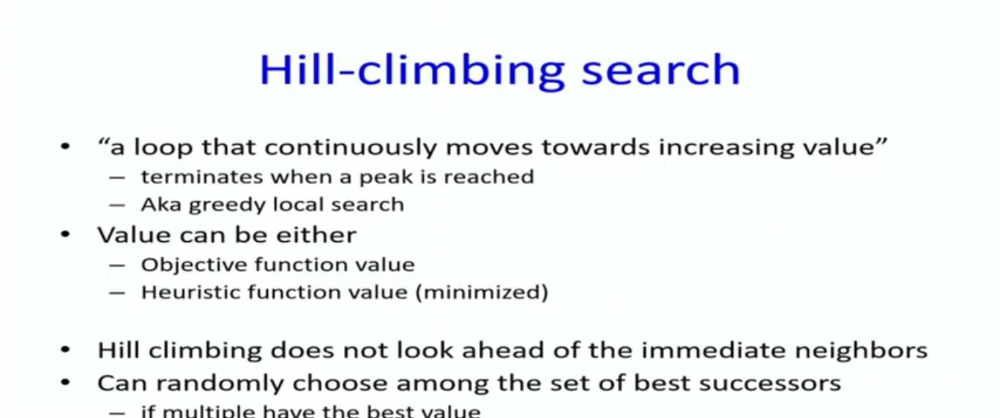 Hill-climbing search
• “a loop that continuously moves towards increasing value”
– terminates when a peak is reached
– Aka greedy local search
• Value can be either
– Objective function value
– Heuristic function value (minimized)
• Hill climbing does not look ahead of the immediate neighbors
• Can randomly choose among the set of best successors
– if multiple have the best value